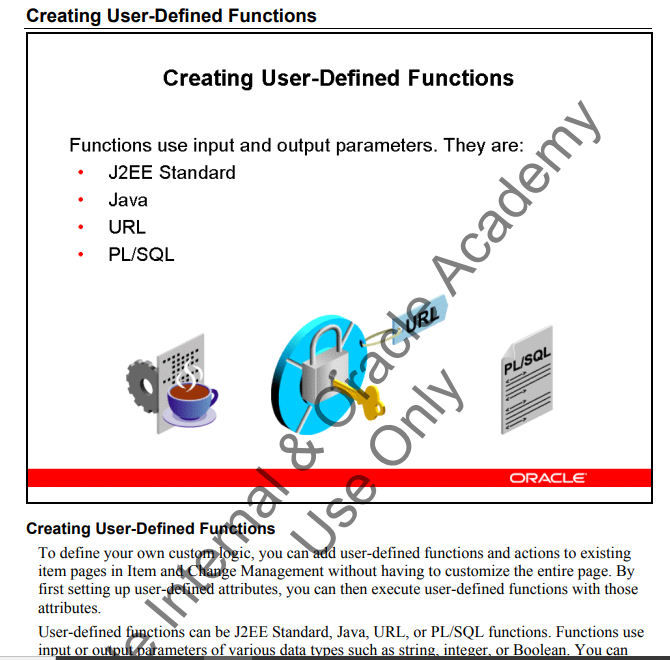 Creating User-Defined Functions
Creating User-Defined Functions
Functions use input and output parameters. They are:
• J2EE Standard
• Java
• URL
• PL/SQL
URL
PL/SQL
ORACLE
Creating User-Defined Functions
To define your own custom logic, you can add user-defined functions and actions to existing
item pages in Item and Change Management without having to customize the entire page. By
first setting up user-defined attributes, you can then execute user-defined functions with those
attributes.
User-defined functions can be J2EE Standard, Java, URL, or PL/SQL functions. Functions use
input or output parameters of various data types such as string, integer, or Boolean. You can
e Internal & Oracle Academy
Use Only